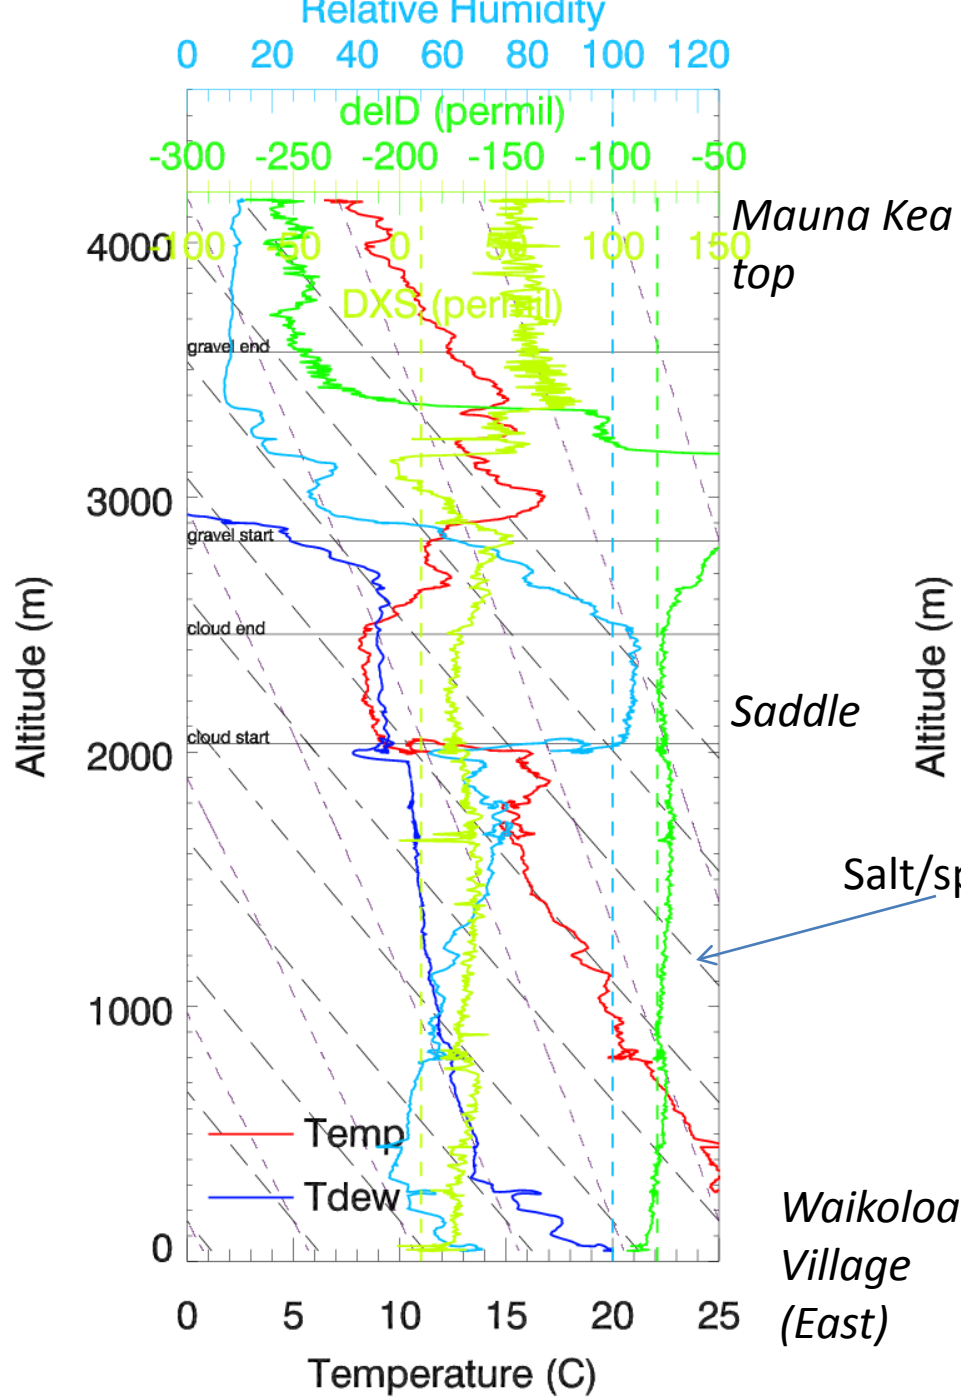 Relative Humidity
0 20 40 60 80 100 120
delD (permil)
-300 -250 -200 -150 -100 -50
Mauna Kea
top
4000
-100 -50 0 50 100 150
DXS (permil)
gravel end
3000
gravel start
cloud end
Altitude (m)
Altitude (m)
Saddle
cloud start
2000
Salt/sp
1000
Temp
Tdew
Waikoloa
Village
(East)
0
0 5 10 15 20 25
Temperature (C)